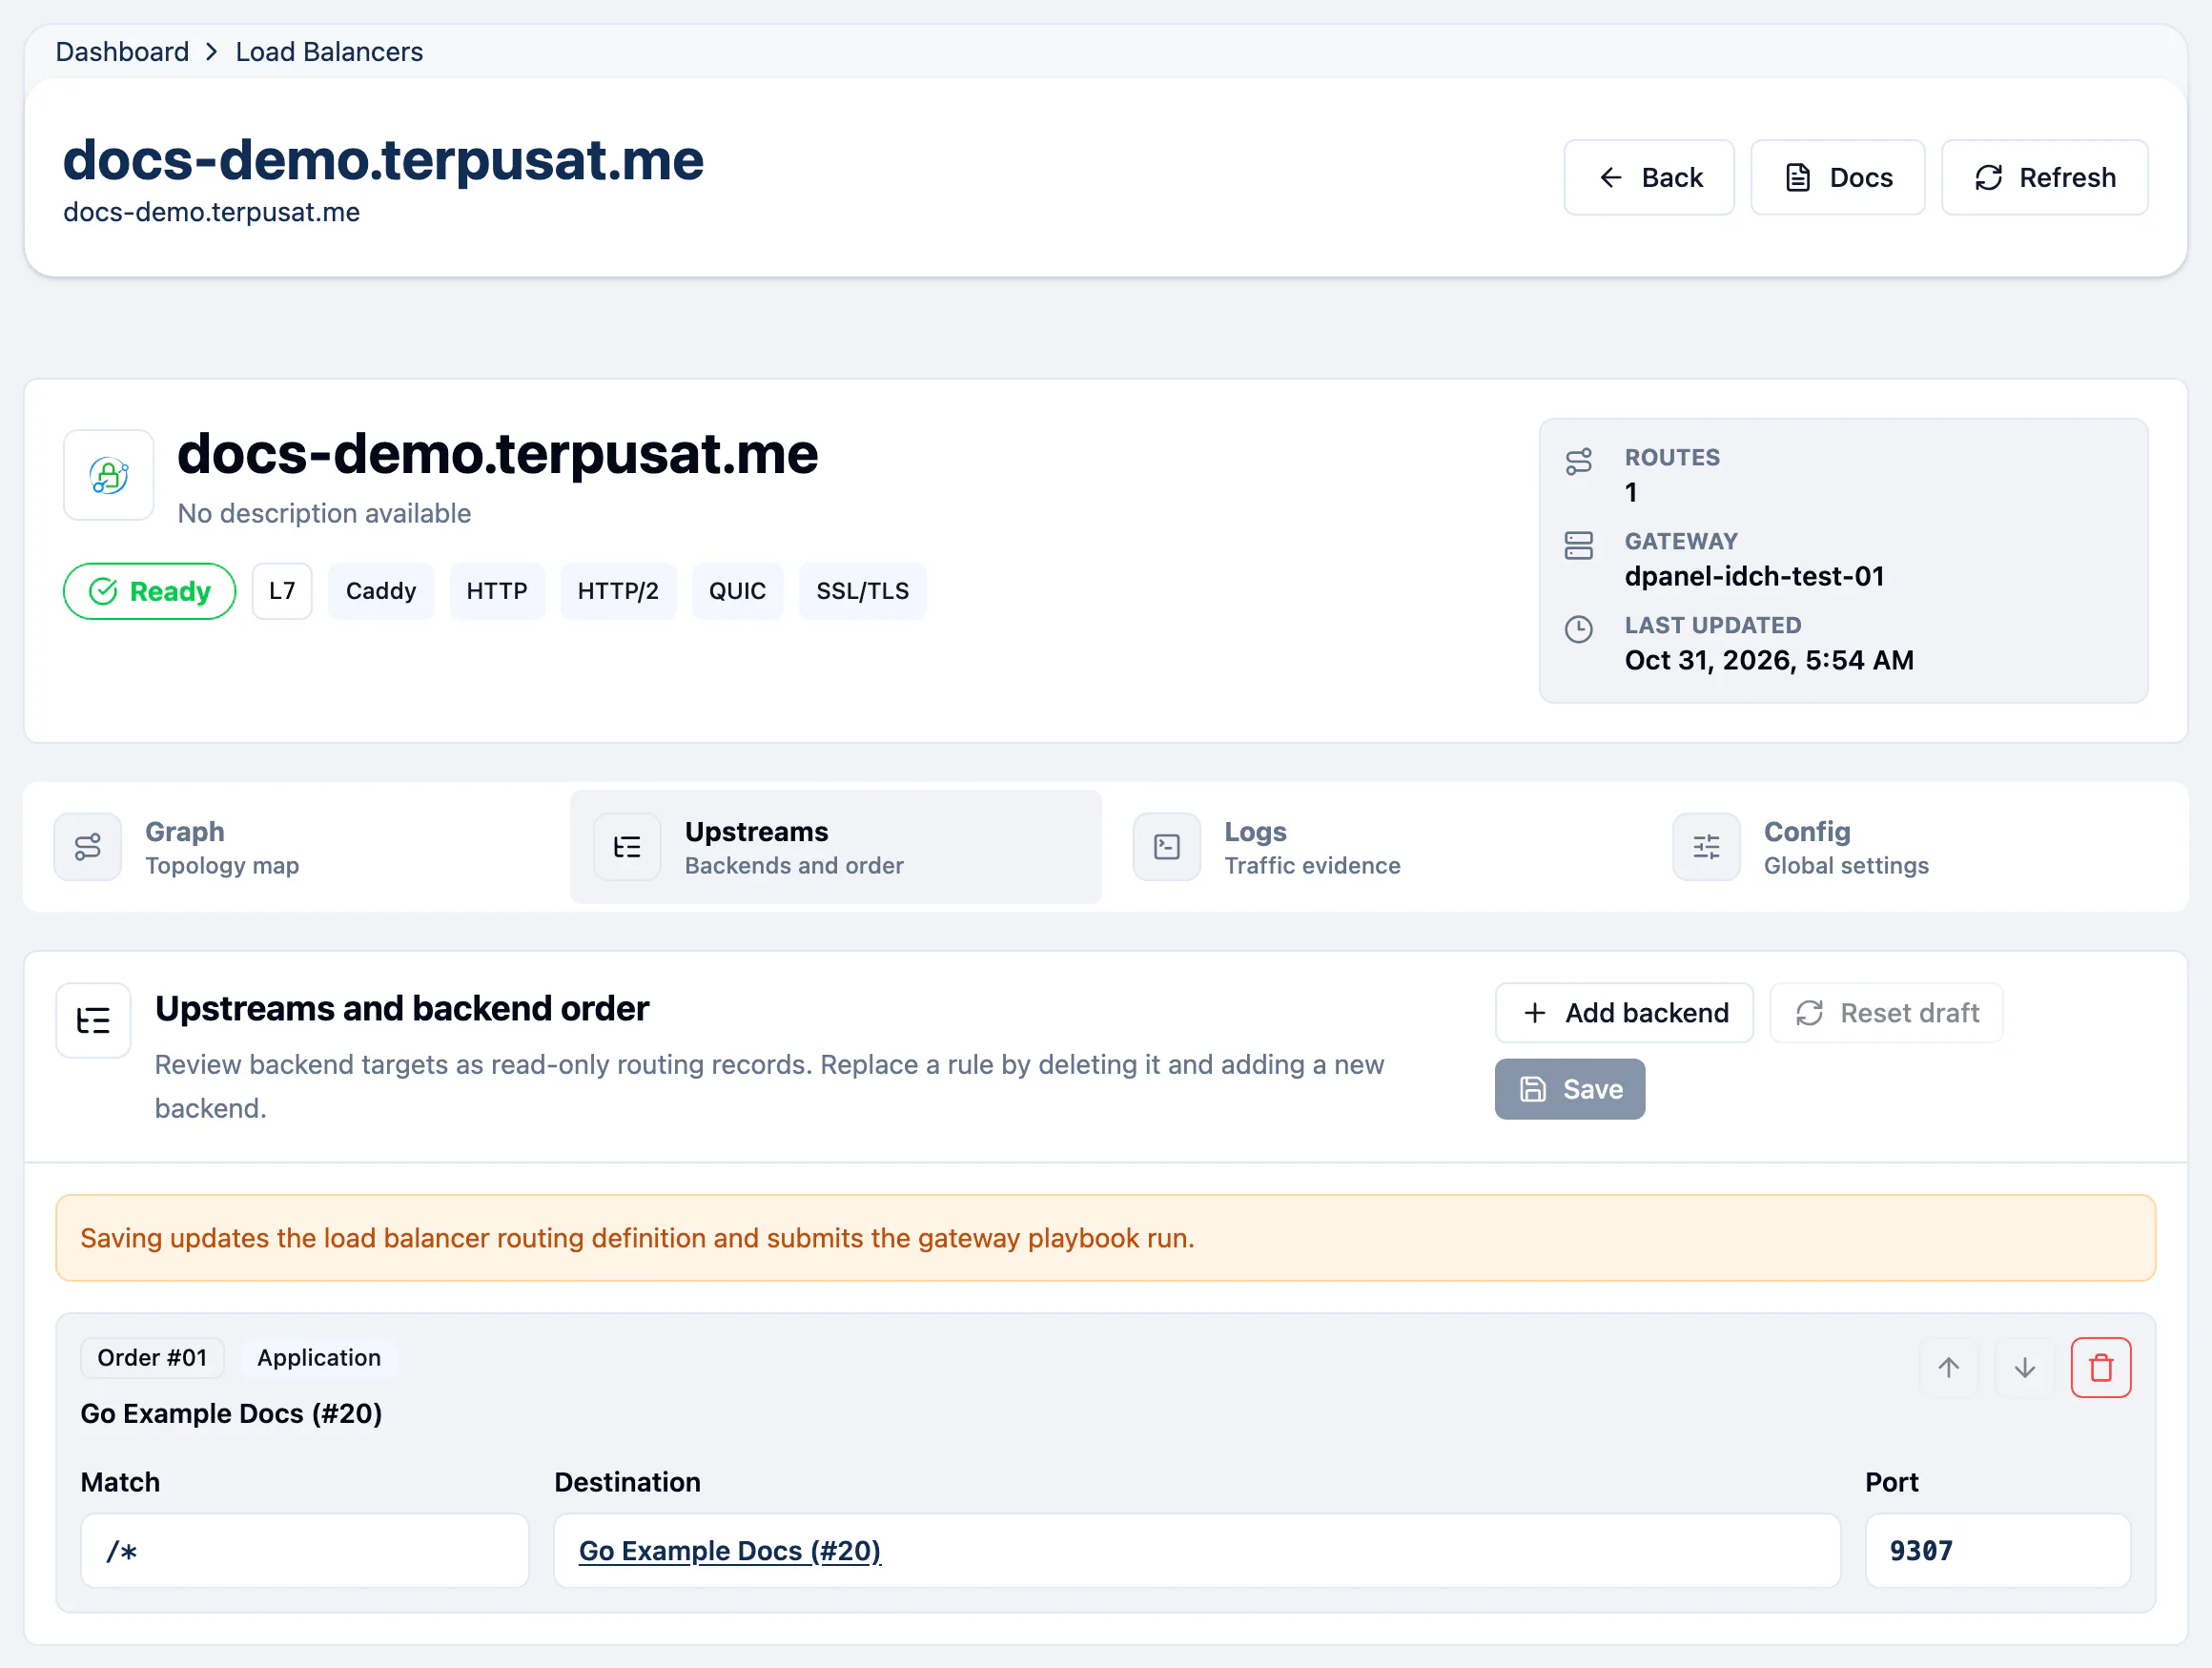 Dashboard > Load Balancers
docs-demo.terpusat.me
docs-demo.terpusat.me
Back
Docs
Refresh
docs-demo.terpusat.me
No description available
Ready
L7
Caddy
HTTP
HTTP/2
QUIC
SSL/TLS
ROUTES
1
GATEWAY
dpanel-idch-test-01
LAST UPDATED
Oct 31, 2026, 5:54 AM
Graph
Topology map
Upstreams
Backends and order
Logs
Traffic evidence
Config
Global settings
Upstreams and backend order
Review backend targets as read-only routing records. Replace a rule by deleting it and adding a new
backend.
Add backend
Reset draft
Save
Saving updates the load balancer routing definition and submits the gateway playbook run.
Order #01
Application
Go Example Docs (#20)
Match
Destination
Port
/*
Go Example Docs (#20)
9307